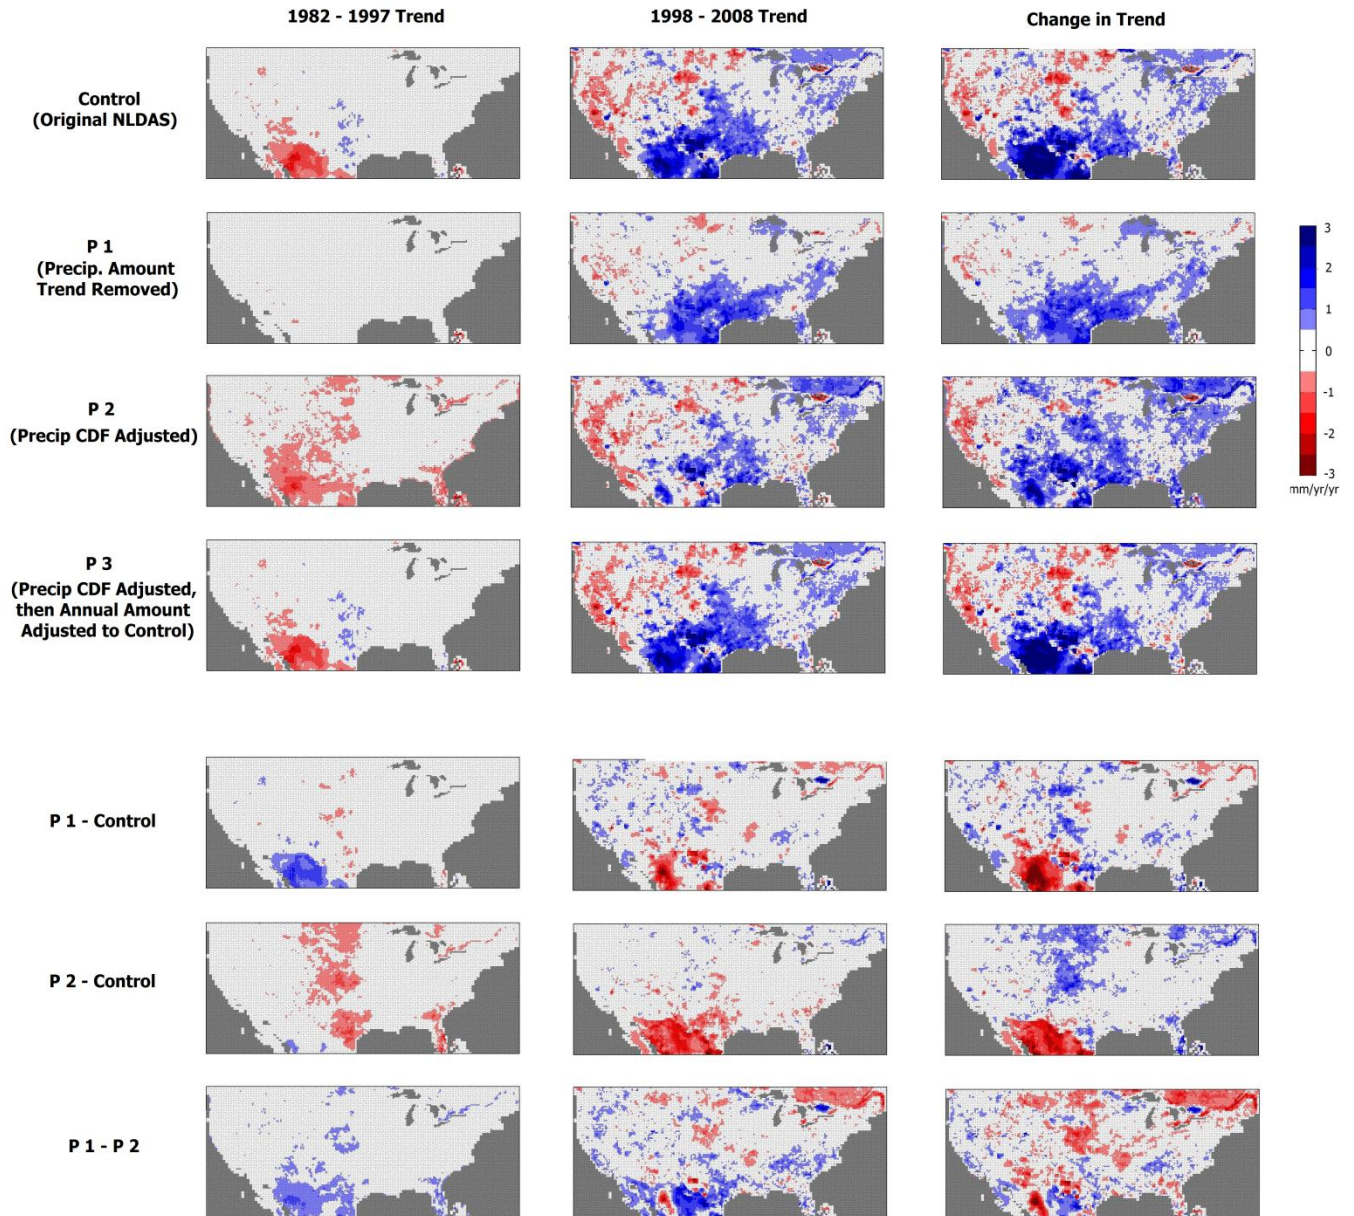 1982 - 1997 Trend
1998 - 2008 Trend
Change in Trend
Control
(Original NLDAS)
P 1
(Precip. Amount
Trend Removed)
P 2
(Precip CDF Adjusted)
P 3
(Precip CDF Adjusted,
then Annual Amount
Adjusted to Control)
3
2
1
0
-1
-2
-3
mm/yr/yr
P 1 - Control
P 2 - Control
P 1 - P 2